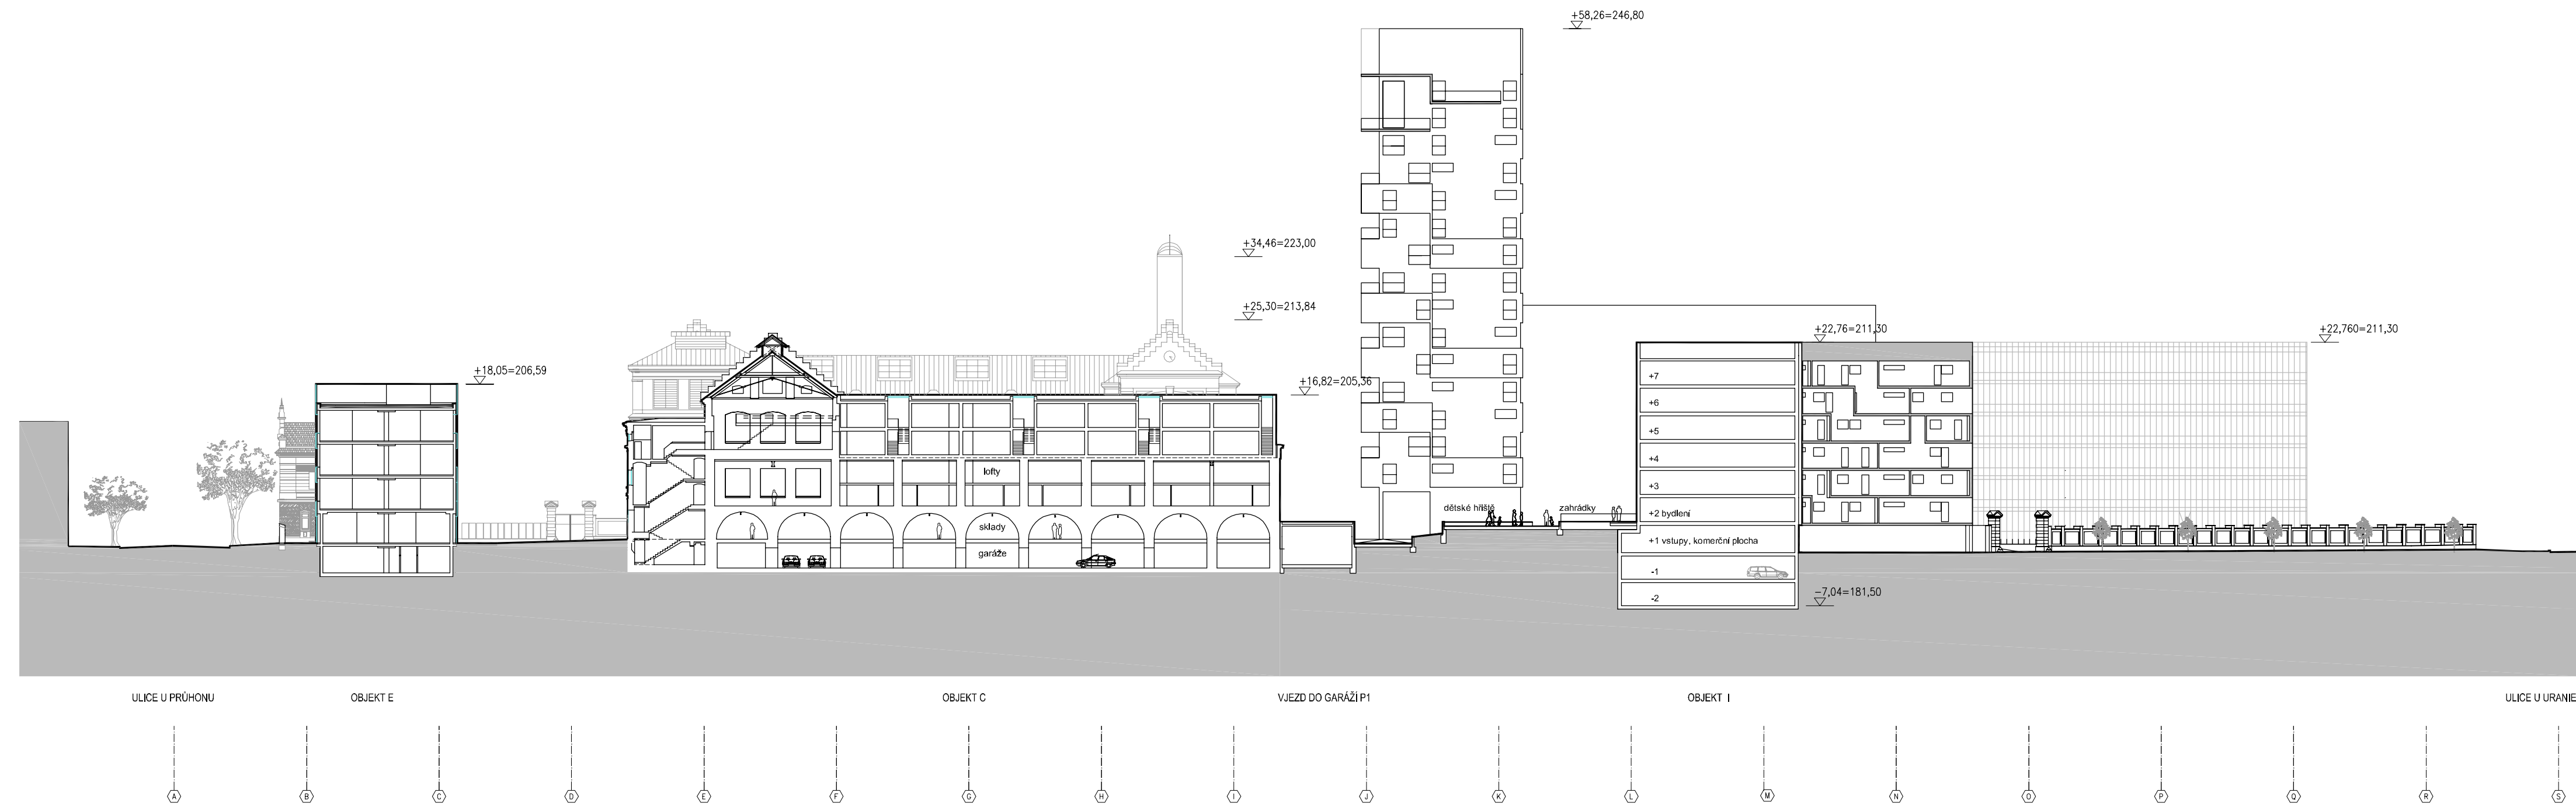 +58,26=246,80
+34,46=223,00
+25,30=213,84
+22,76=211,30
+22,760=211,30
+18,05=206,59
+16,82=205,36
+7
+6
+5
+4
lofty
+3
dětské hřiště
zahrádky
+2 bydlení
sklady
+1 vstupy, komerční plocha
garáže
-1
-7,04=181,50
-2
ULICE U PRŮHONU
OBJEKT E
OBJEKT C
VJEZD DO GARÁŽÍ P1
OBJEKT I
ULICE U URANIE
A B C D E F G H I J K L M N O P Q R S